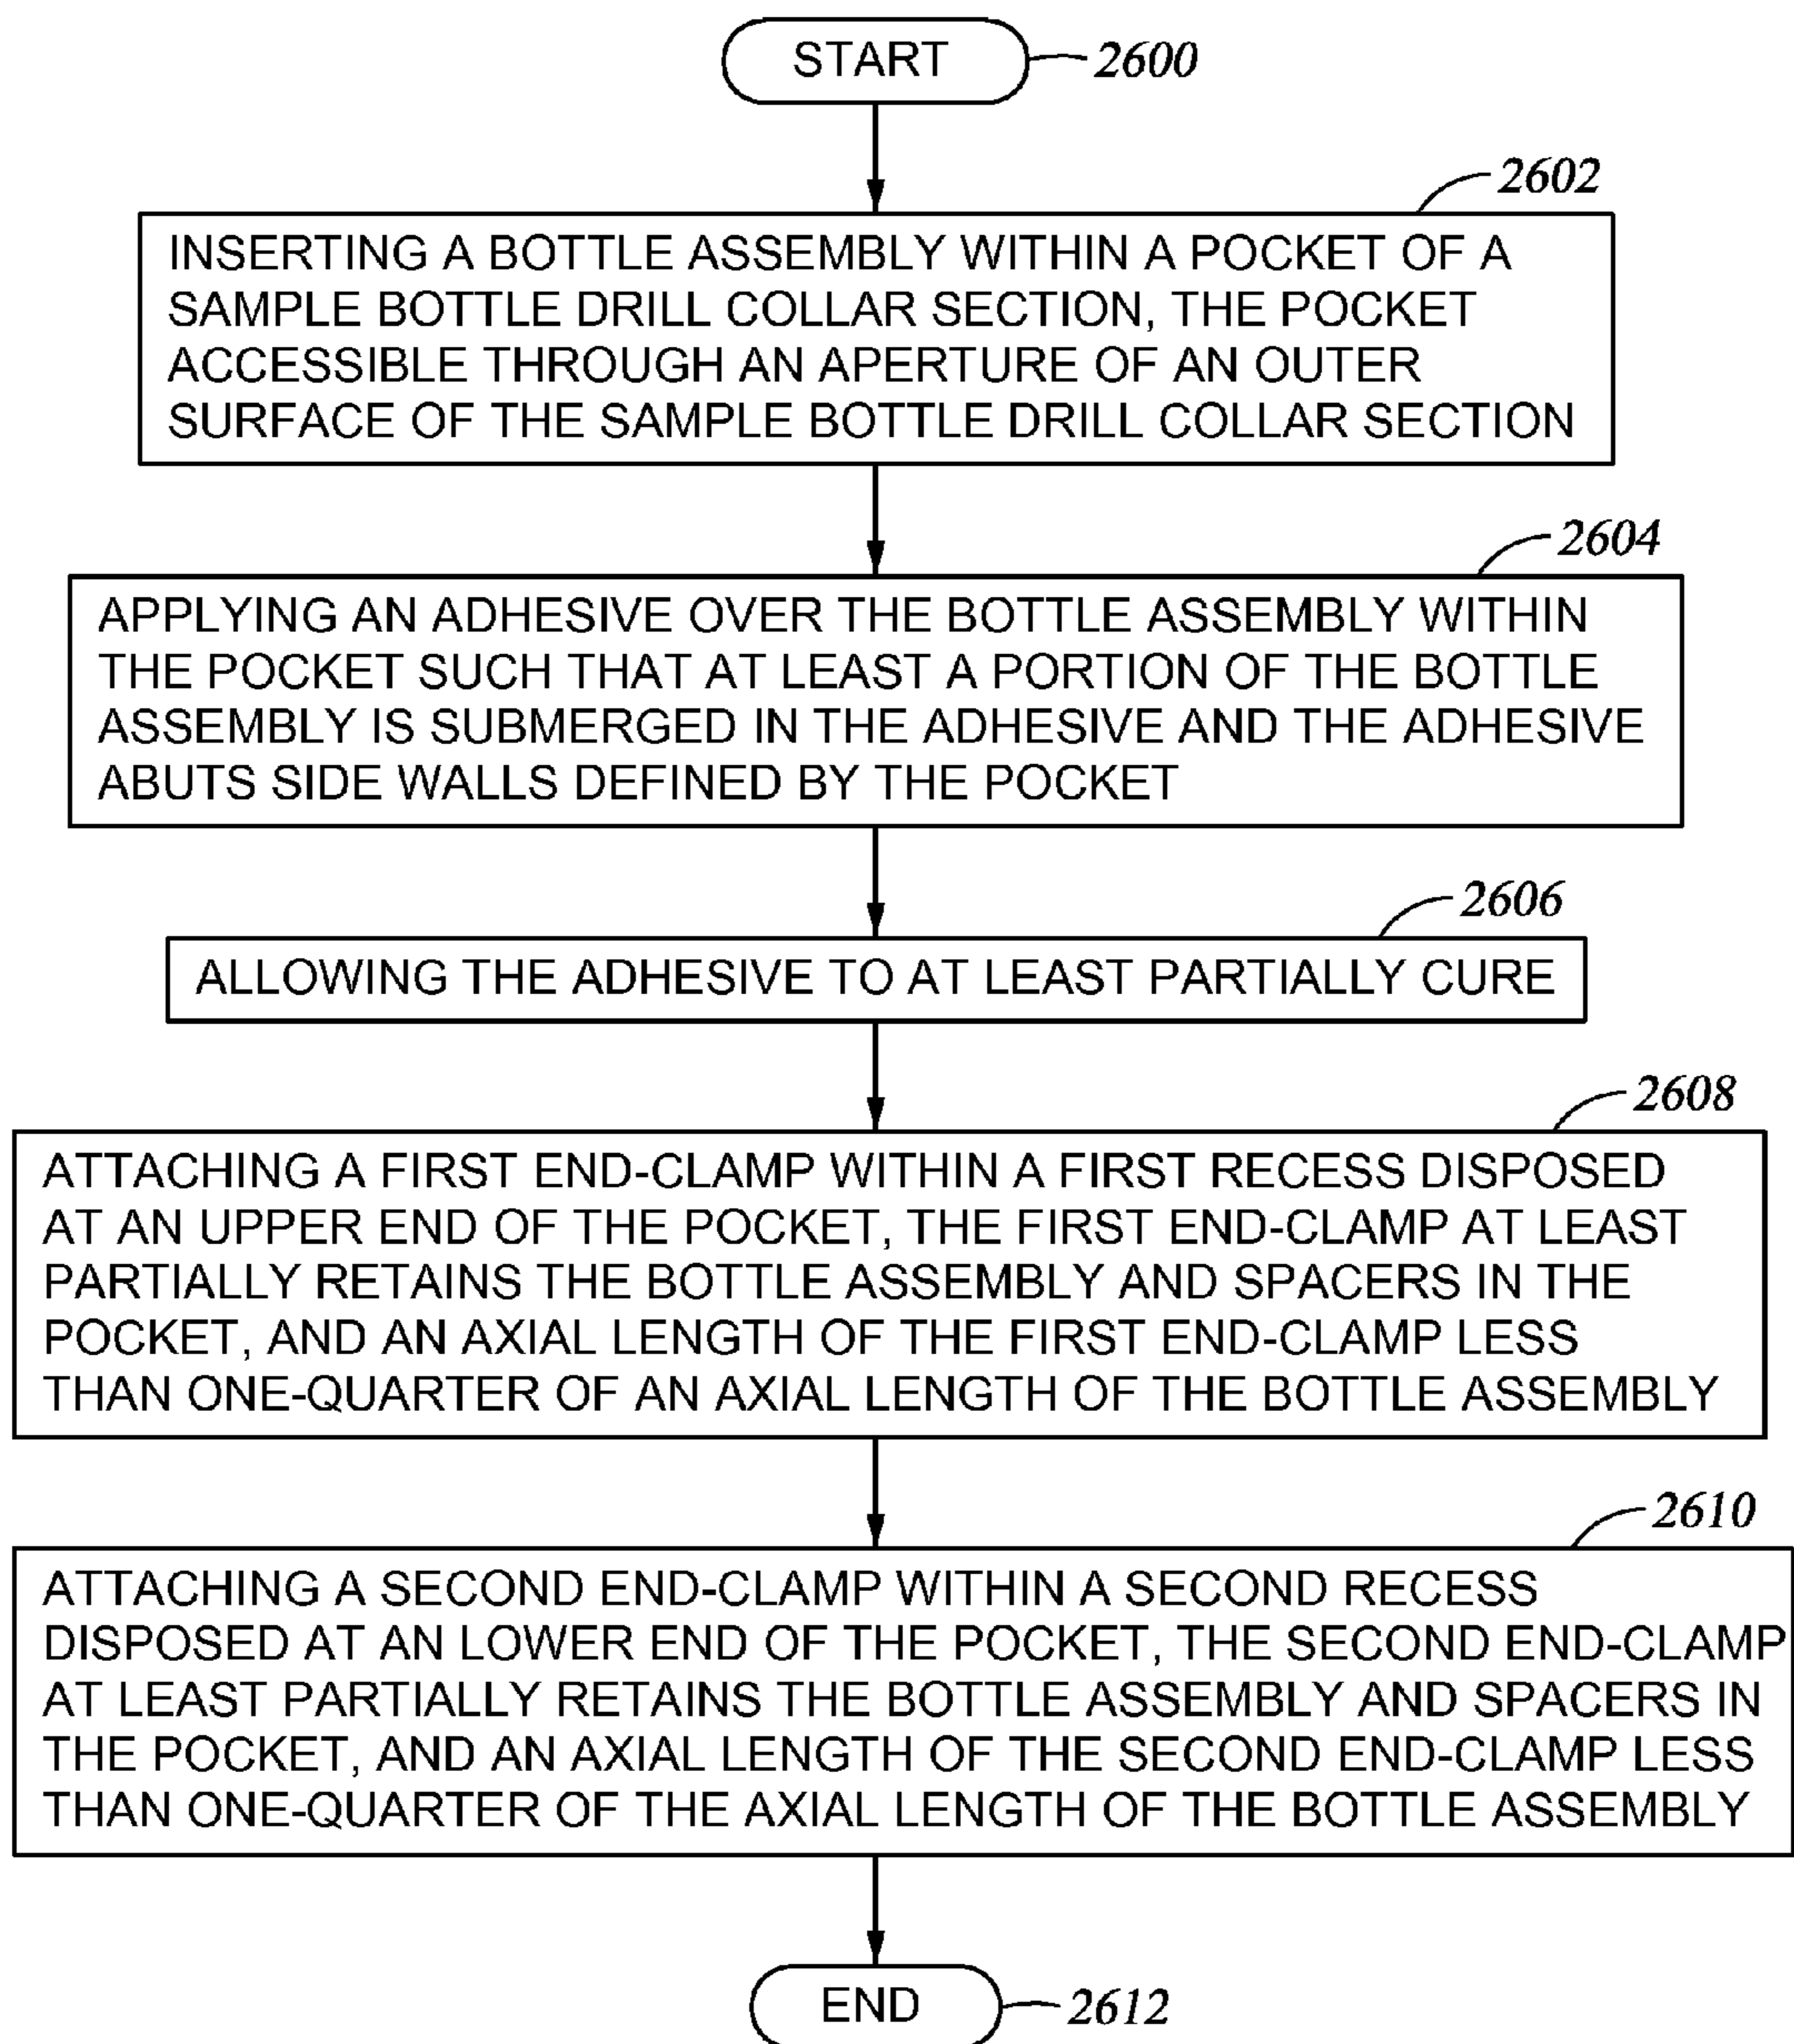 START
2600
2602
INSERTING A BOTTLE ASSEMBLY WITHIN A POCKET OF A
SAMPLE BOTTLE DRILL COLLAR SECTION, THE POCKET
ACCESSIBLE THROUGH AN APERTURE OF AN OUTER
SURFACE OF THE SAMPLE BOTTLE DRILL COLLAR SECTION
2604
APPLYING AN ADHESIVE OVER THE BOTTLE ASSEMBLY WITHIN
THE POCKET SUCH THAT AT LEAST A PORTION OF THE BOTTLE
ASSEMBLY IS SUBMERGED IN THE ADHESIVE AND THE ADHESIVE
ABUTS SIDE WALLS DEFINED BY THE POCKET
2606
ALLOWING THE ADHESIVE TO AT LEAST PARTIALLY CURE
2608
ATTACHING A FIRST END-CLAMP WITHIN A FIRST RECESS DISPOSED
AT AN UPPER END OF THE POCKET, THE FIRST END-CLAMP AT LEAST
PARTIALLY RETAINS THE BOTTLE ASSEMBLY AND SPACERS IN THE
POCKET, AND AN AXIAL LENGTH OF THE FIRST END-CLAMP LESS
THAN ONE-QUARTER OF AN AXIAL LENGTH OF THE BOTTLE ASSEMBLY
2610
ATTACHING A SECOND END-CLAMP WITHIN A SECOND RECESS
DISPOSED AT AN LOWER END OF THE POCKET, THE SECOND END-CLAMP
AT LEAST PARTIALLY RETAINS THE BOTTLE ASSEMBLY AND SPACERS IN
THE POCKET, AND AN AXIAL LENGTH OF THE SECOND END-CLAMP LESS
THAN ONE-QUARTER OF THE AXIAL LENGTH OF THE BOTTLE ASSEMBLY
END
2612